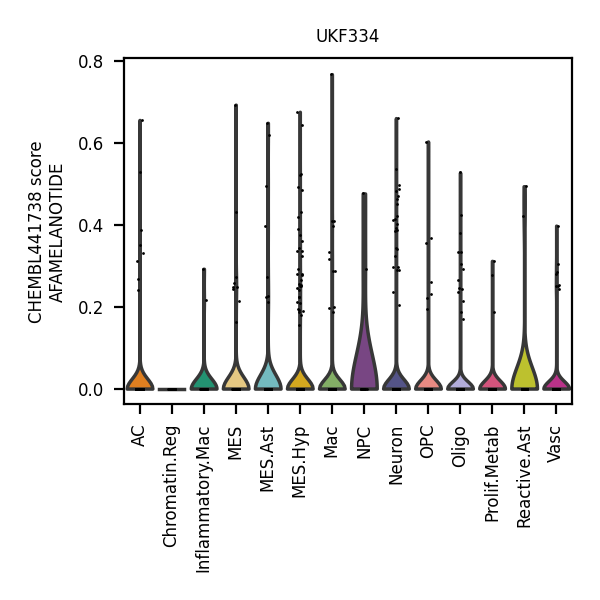 UKF334
CHEMBL441738 score
AFAMELANOTIDE
0.8
0.6
0.4
0.2
0.0
AC
Chromatin.Reg
Inflammatory.Mac
MES
MES.Ast
MES.Hyp
Mac
NPC
Neuron
OPC
Oligo
Prolif.Metab
Reactive.Ast
Vasc